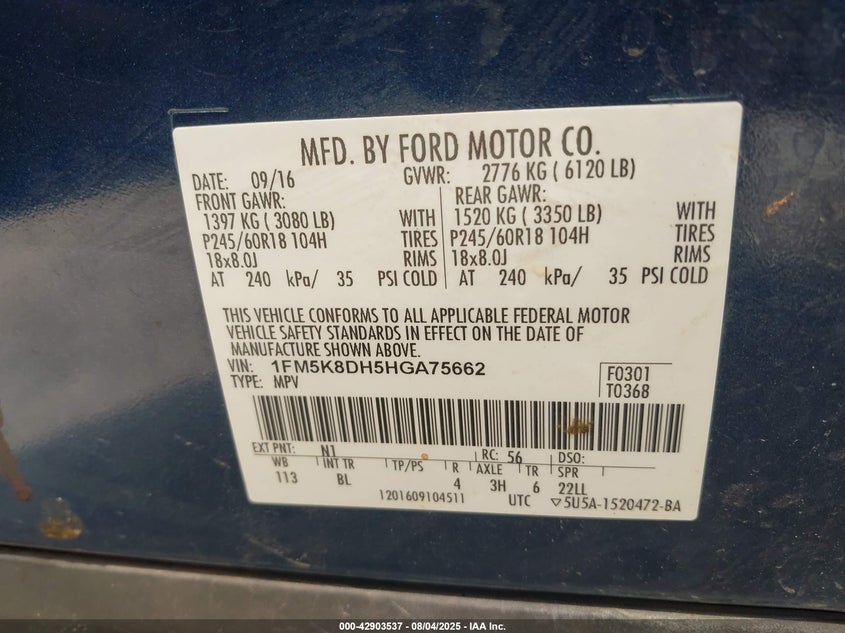 MFD. BY FORD MOTOR CO.
DATE: 09/16 GVWR: 2776 KG ( 6120 LB)
FRONT GAWR: REAR GAWR:
1397 KG ( 3080 LB) WITH 1520 KG ( 3350 LB) WITH
P245/60R18 104H TIRES P245/60R18 104H TIRES
18x8.0J RIMS 18x8.0J RIMS
AT 240 kPa/ 35 PSI COLD AT 240 kPa/ 35 PSI COLD
THIS VEHICLE CONFORMS TO ALL APPLICABLE FEDERAL MOTOR
VEHICLE SAFETY STANDARDS IN EFFECT ON THE DATE OF
MANUFACTURE SHOWN ABOVE.
VIN: 1FM5K8DH5HGA75662 F0301
TYPE: MPV T0368
EXT PNT: N1 RC: 56 DSO:
WB INT TR TP/PS R AXLE TR SPR
113 BL 4 3H 6 22LL
1201609104511 UTC ▽5U5A-1520472-BA
000-42903537 - 08/04/2025 - IAA Inc.